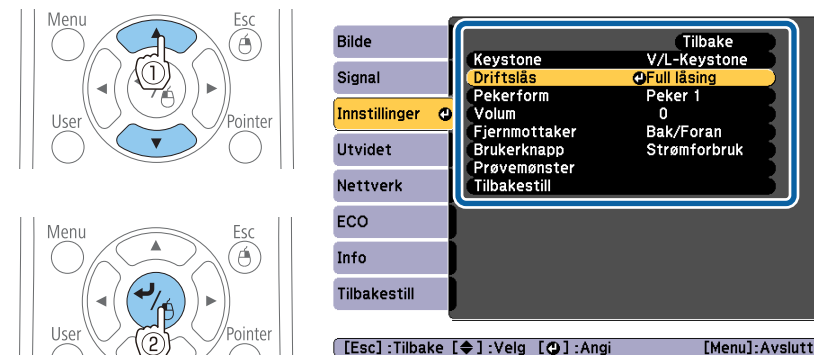 Menu Esc
①
User Pointer
Menu Esc
User Pointer
②
Bilde
Signal
Innstillinger
Utvidet
Nettverk
ECO
Info
Tilbakestill
Tilbake
Keystone V/L-Keystone
Driftslås Full låsing
Pekerform Peker 1
Volum 0
Fjernmottaker Bak/Foran
Brukerknapp Strømforbruk
Prøvemønster
Tilbakestill
[Esc] :Tilbake [◆] :Velg [⏎] :Angi [Menu]:Avslutt